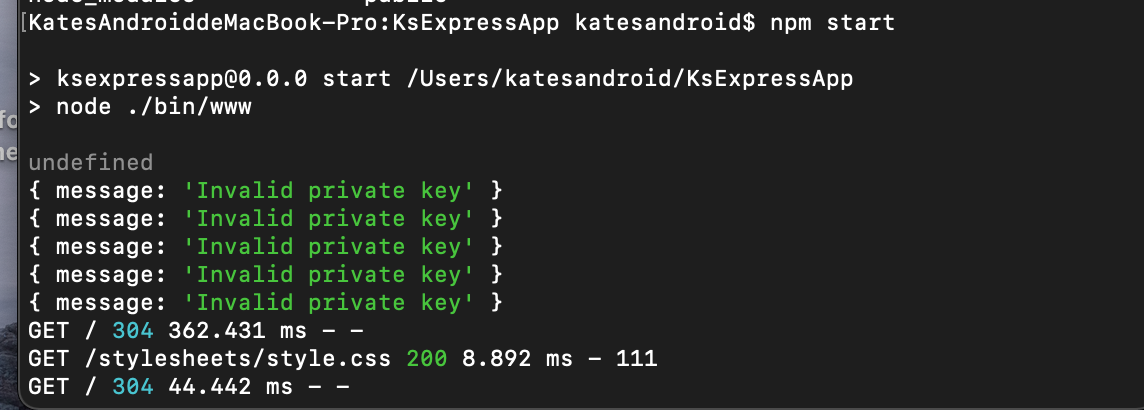 node_modules public
[KatesAndroiddeMacBook-Pro:KsExpressApp katesandroid$ npm start
> ksexpressapp@0.0.0 start /Users/katesandroid/KsExpressApp
> node ./bin/www
undefined
{ message: 'Invalid private key' }
{ message: 'Invalid private key' }
{ message: 'Invalid private key' }
{ message: 'Invalid private key' }
{ message: 'Invalid private key' }
GET / 304 362.431 ms - -
GET /stylesheets/style.css 200 8.892 ms - 111
GET / 304 44.442 ms - -